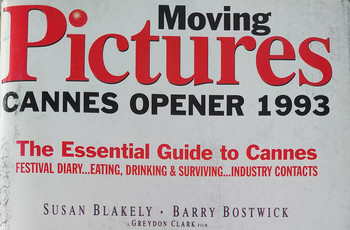 Moving
Pictures
CANNES OPENER 1993
The Essential Guide to Cannes
FESTIVAL DIARY...EATING, DRINKING & SURVIVING...INDUSTRY CONTACTS
SUSAN BLAKELY • BARRY BOSTWICK
A GREYDON CLARK FILM